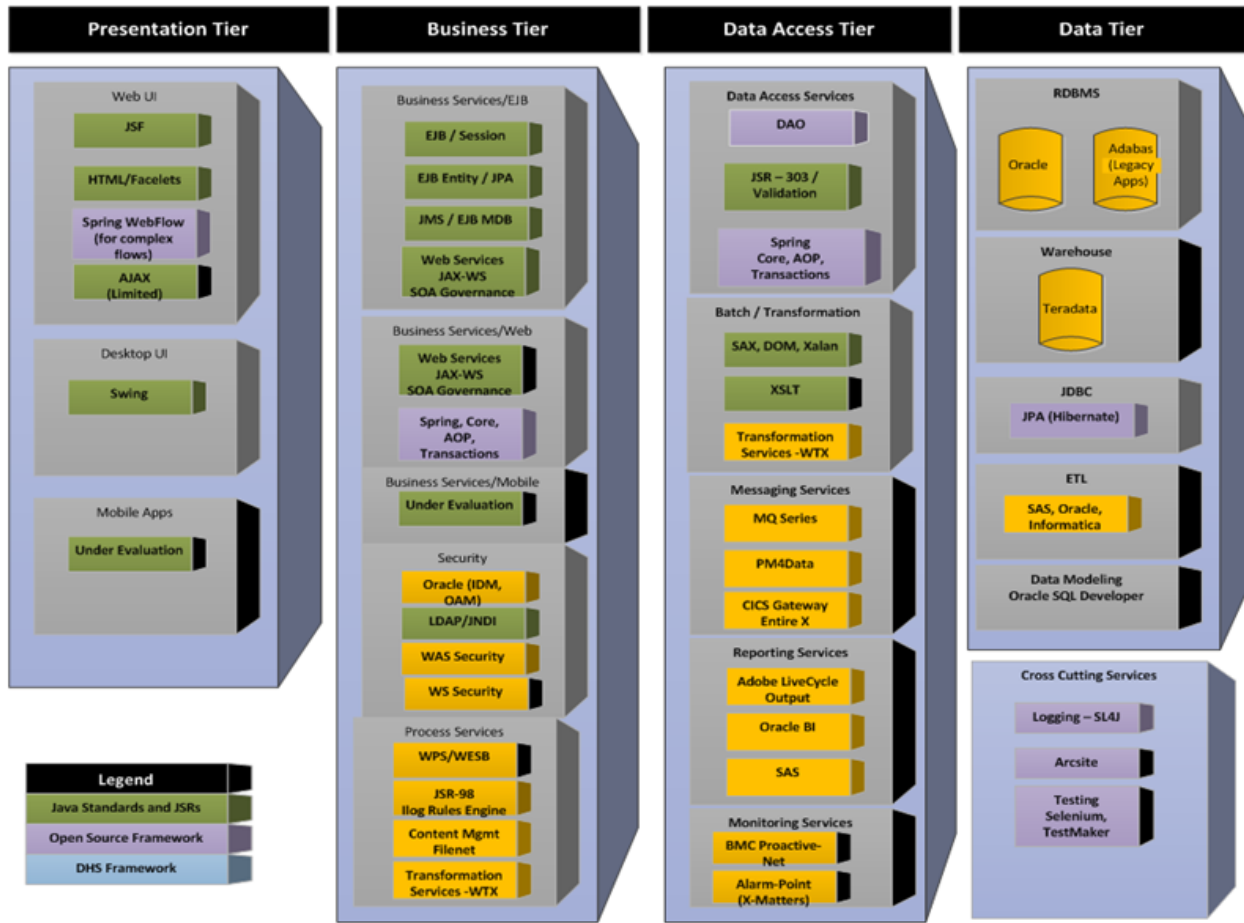 Presentation Tier
Web UI
JSF
HTML/Facelets
Spring WebFlow
(for complex
flows)
AJAX
(Limited)
Desktop UI
Swing
Mobile Apps
Under Evaluation
Legend
Java Standards and JSRs
Open Source Framework
DHS Framework
Business Tier
Business Services/EJB
EJB / Session
EJB Entity / JPA
JMS / EJB MDB
Web Services
JAX-WS
SOA Governance
Business Services/Web
Web Services
JAX-WS
SOA Governance
Spring, Core,
AOP,
Transactions
Business Services/Mobile
Under Evaluation
Security
Oracle (IDM,
OAM)
LDAP/JNDI
WAS Security
WS Security
Process Services
WPS/WESB
JSR-98
Ilog Rules Engine
Content Mgmt
Filenet
Transformation
Services -WTX
Data Access Tier
Data Access Services
DAO
JSR – 303 /
Validation
Spring
Core, AOP,
Transactions
Batch / Transformation
SAX, DOM, Xalan
XSLT
Transformation
Services -WTX
Messaging Services
MQ Series
PM4Data
CICS Gateway
Entire X
Reporting Services
Adobe LiveCycle
Output
Oracle BI
SAS
Monitoring Services
BMC Proactive-
Net
Alarm-Point
(X-Matters)
Data Tier
RDBMS
Oracle
Adabas
(Legacy
Apps)
Warehouse
Teradata
JDBC
JPA (Hibernate)
ETL
SAS, Oracle,
Informatica
Data Modeling
Oracle SQL Developer
Cross Cutting Services
Logging – SL4J
Arcsite
Testing
Selenium,
TestMaker